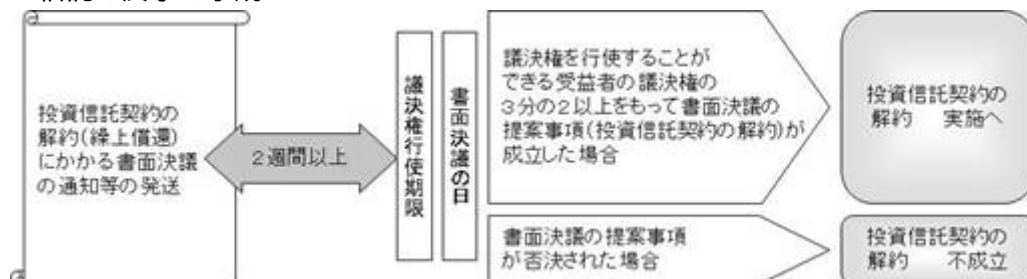 投資信託契約の
解約(繰上償還)
にかかる書面決議
の通知等の発送
2週間以上
議決権行使期限
書面決議の日
議決権を行使することが
できる受益者の議決権の
3分の2以上をもって書面決議の
提案事項(投資信託契約の解約)が
成立した場合
投資信託契約の
解約　実施へ
書面決議の提案事項
が否決された場合
投資信託契約の
解約　不成立